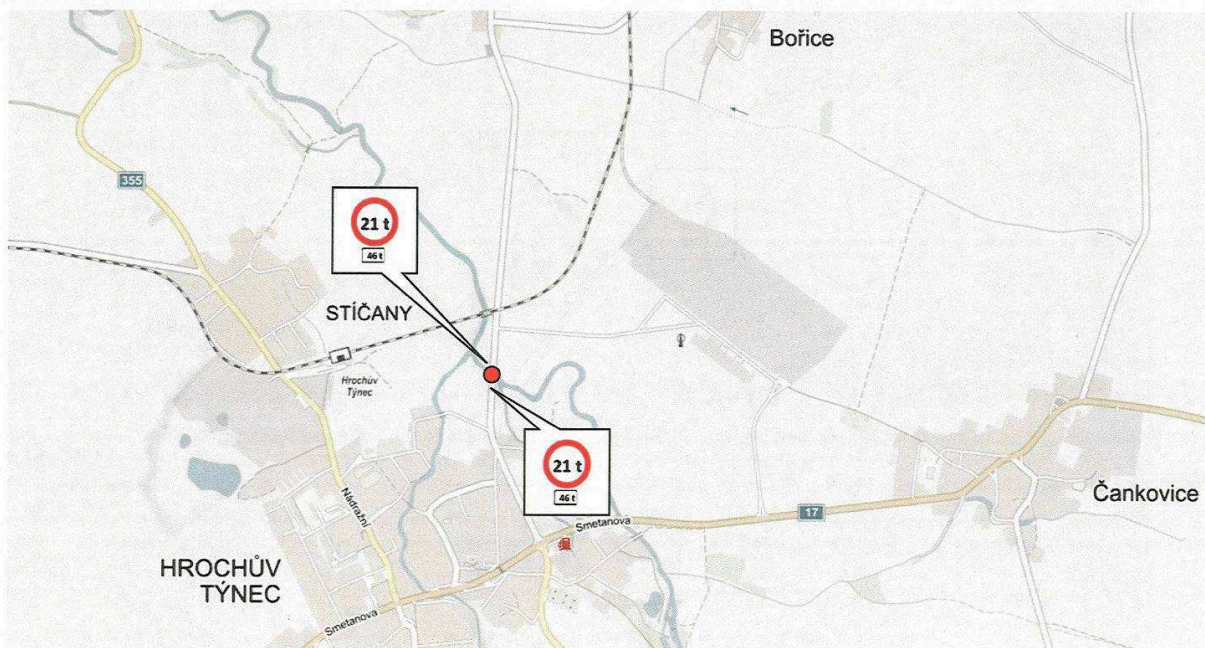 Bořice
355
21 t
46 t
STÍČANY
Hrochův
Týnec
21 t
46 t
Čankovice
17
Smetanova
Nádražní
HROCHŮV
TÝNEC
Smetanova